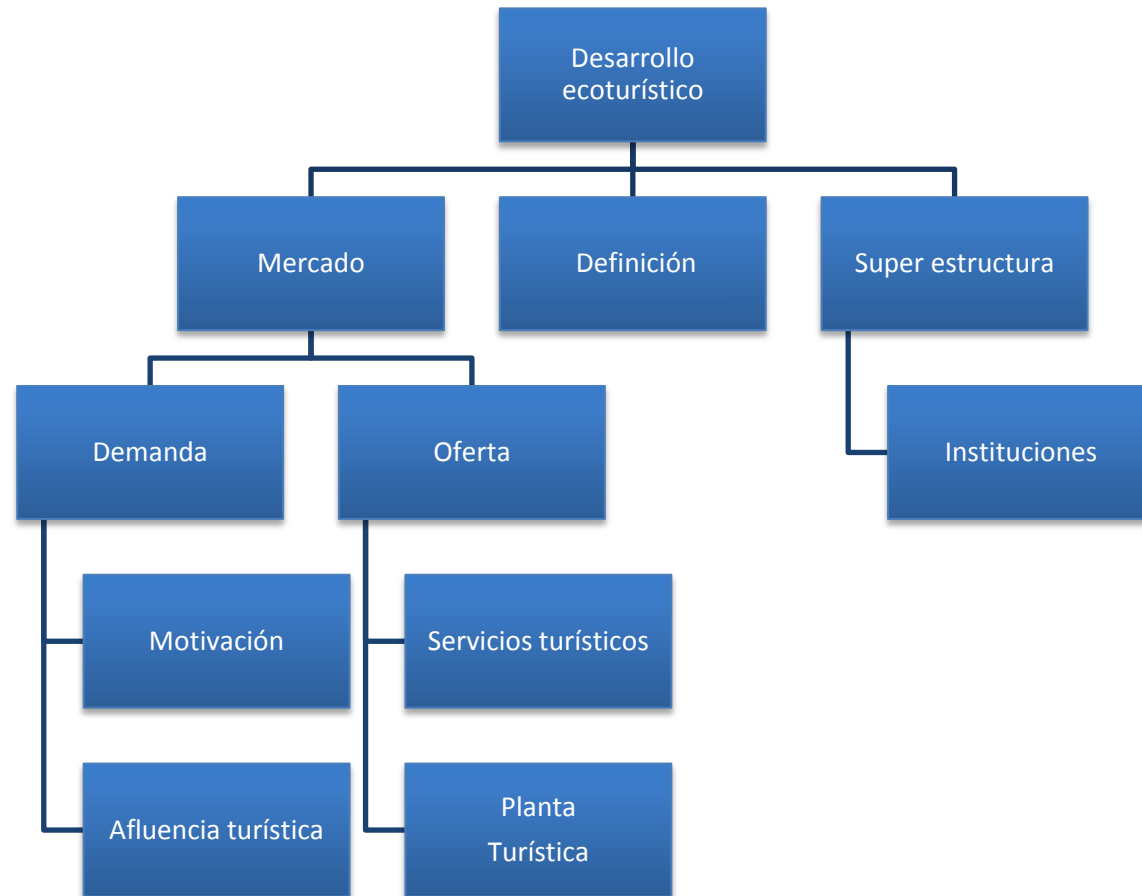 Desarrollo
ecoturístico
Mercado
Definición
Super estructura
Demanda
Oferta
Instituciones
Motivación
Servicios turísticos
Afluencia turística
Planta
Turística